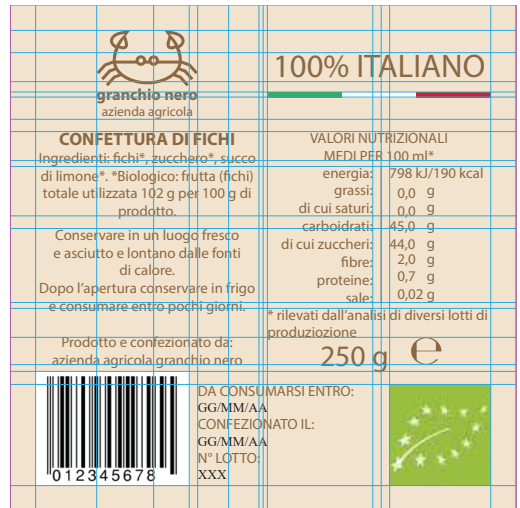 granchio nero
azienda agricola
100% ITALIANO
CONFETTURA DI FICHI
Ingredienti: fichi*, zucchero*, succo
di limone*. *Biologico: frutta (fichi)
totale utilizzata 102 g per 100 g di
prodotto.
Conservare in un luogo fresco
e asciutto e lontano dalle fonti
di calore.
Dopo l'apertura conservare in frigo
e consumare entro pochi giorni.
Prodotto e confezionato da:
azienda agricola granchio nero
VALORI NUTRIZIONALI
MEDI PER 100 ml*
energia: 798 kJ/190 kcal
grassi: 0,0 g
di cui saturi: 0,0 g
carboidrati: 45,0 g
di cui zuccheri: 44,0 g
fibre: 2,0 g
proteine: 0,7 g
sale: 0,02 g
* rilevati dall'analisi di diversi lotti di
produziozione
250 g ℮
012345678
DA CONSUMARSI ENTRO:
GG/MM/AA
CONFEZIONATO IL:
GG/MM/AA
N° LOTTO:
XXX